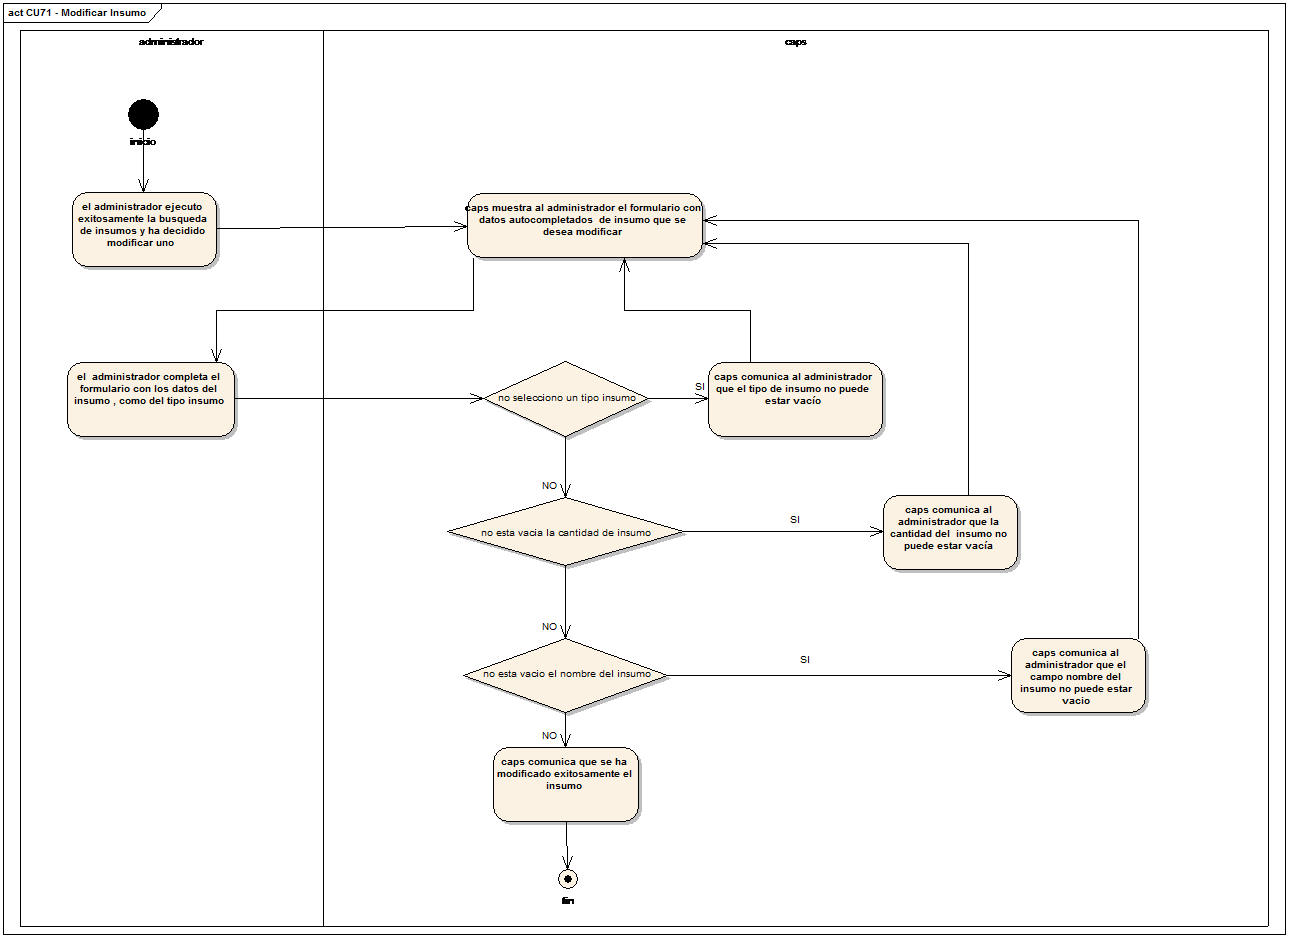 act CU71 - Modificar Insumo
administrador
caps
inicio
el administrador ejecuto
exitosamente la busqueda
de insumos y ha decidido
modificar uno
caps muestra al administrador el formulario con
datos autocompletados de insumo que se
desea modificar
el administrador completa el
formulario con los datos del
insumo , como del tipo insumo
no selecciono un tipo insumo
SI
caps comunica al administrador
que el tipo de insumo no puede
estar vacío
NO
no esta vacia la cantidad de insumo
SI
caps comunica al
administrador que la
cantidad del insumo no
puede estar vacía
NO
no esta vacio el nombre del insumo
SI
caps comunica al
administrador que el
campo nombre del
insumo no puede estar
vacio
NO
caps comunica que se ha
modificado exitosamente el
insumo
fin